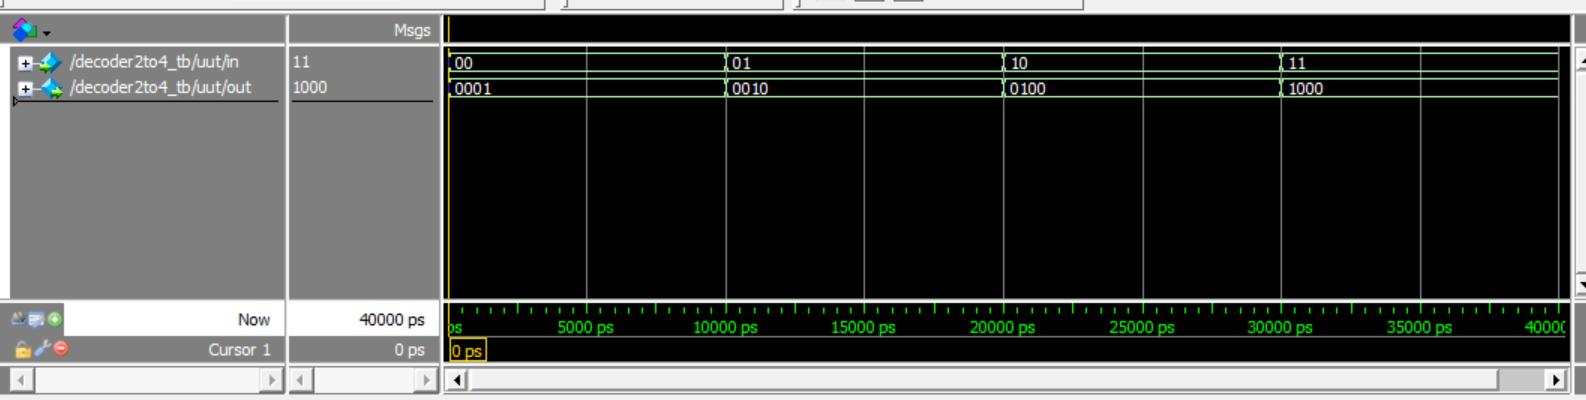 Msgs
/decoder2to4_tb/uut/in 11 00 01 10 11
/decoder2to4_tb/uut/out 1000 0001 0010 0100 1000
Now 40000 ps ps 5000 ps 10000 ps 15000 ps 20000 ps 25000 ps 30000 ps 35000 ps 4000
Cursor 1 0 ps 0 ps